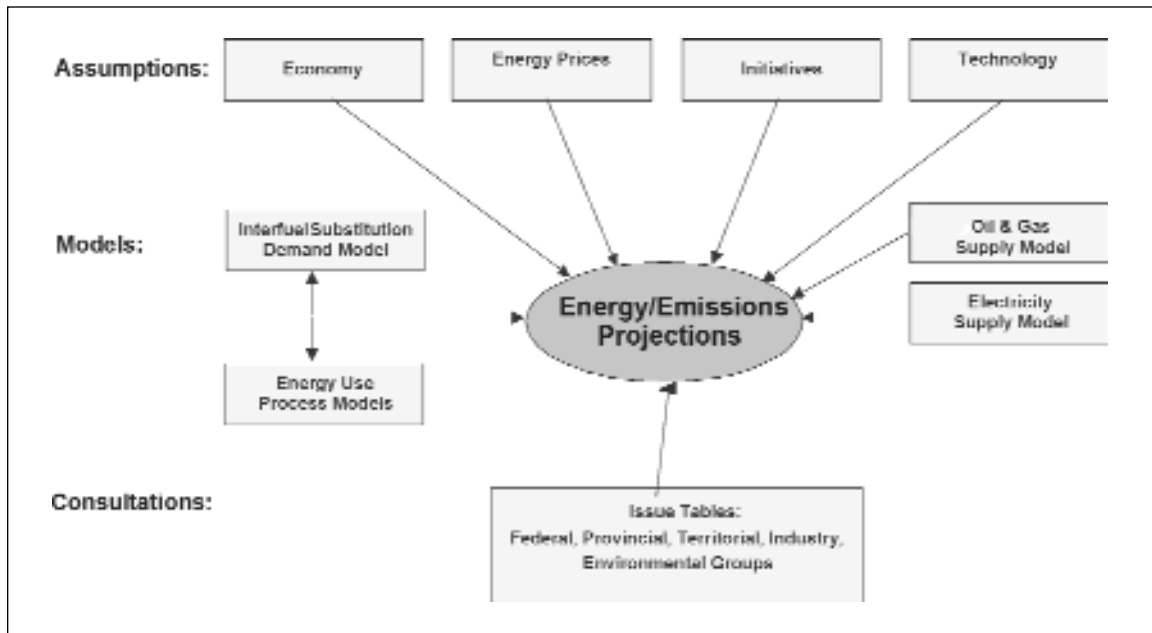 Assumptions:
Economy
Energy Prices
Initiatives
Technology
Models:
Interfuel Substitution
Demand Model
Oil & Gas
Supply Model
Energy/Emissions
Projections
Electricity
Supply Model
Energy Use
Process Models
Consultations:
Issue Tables:
Federal, Provincial, Territorial, Industry,
Environmental Groups